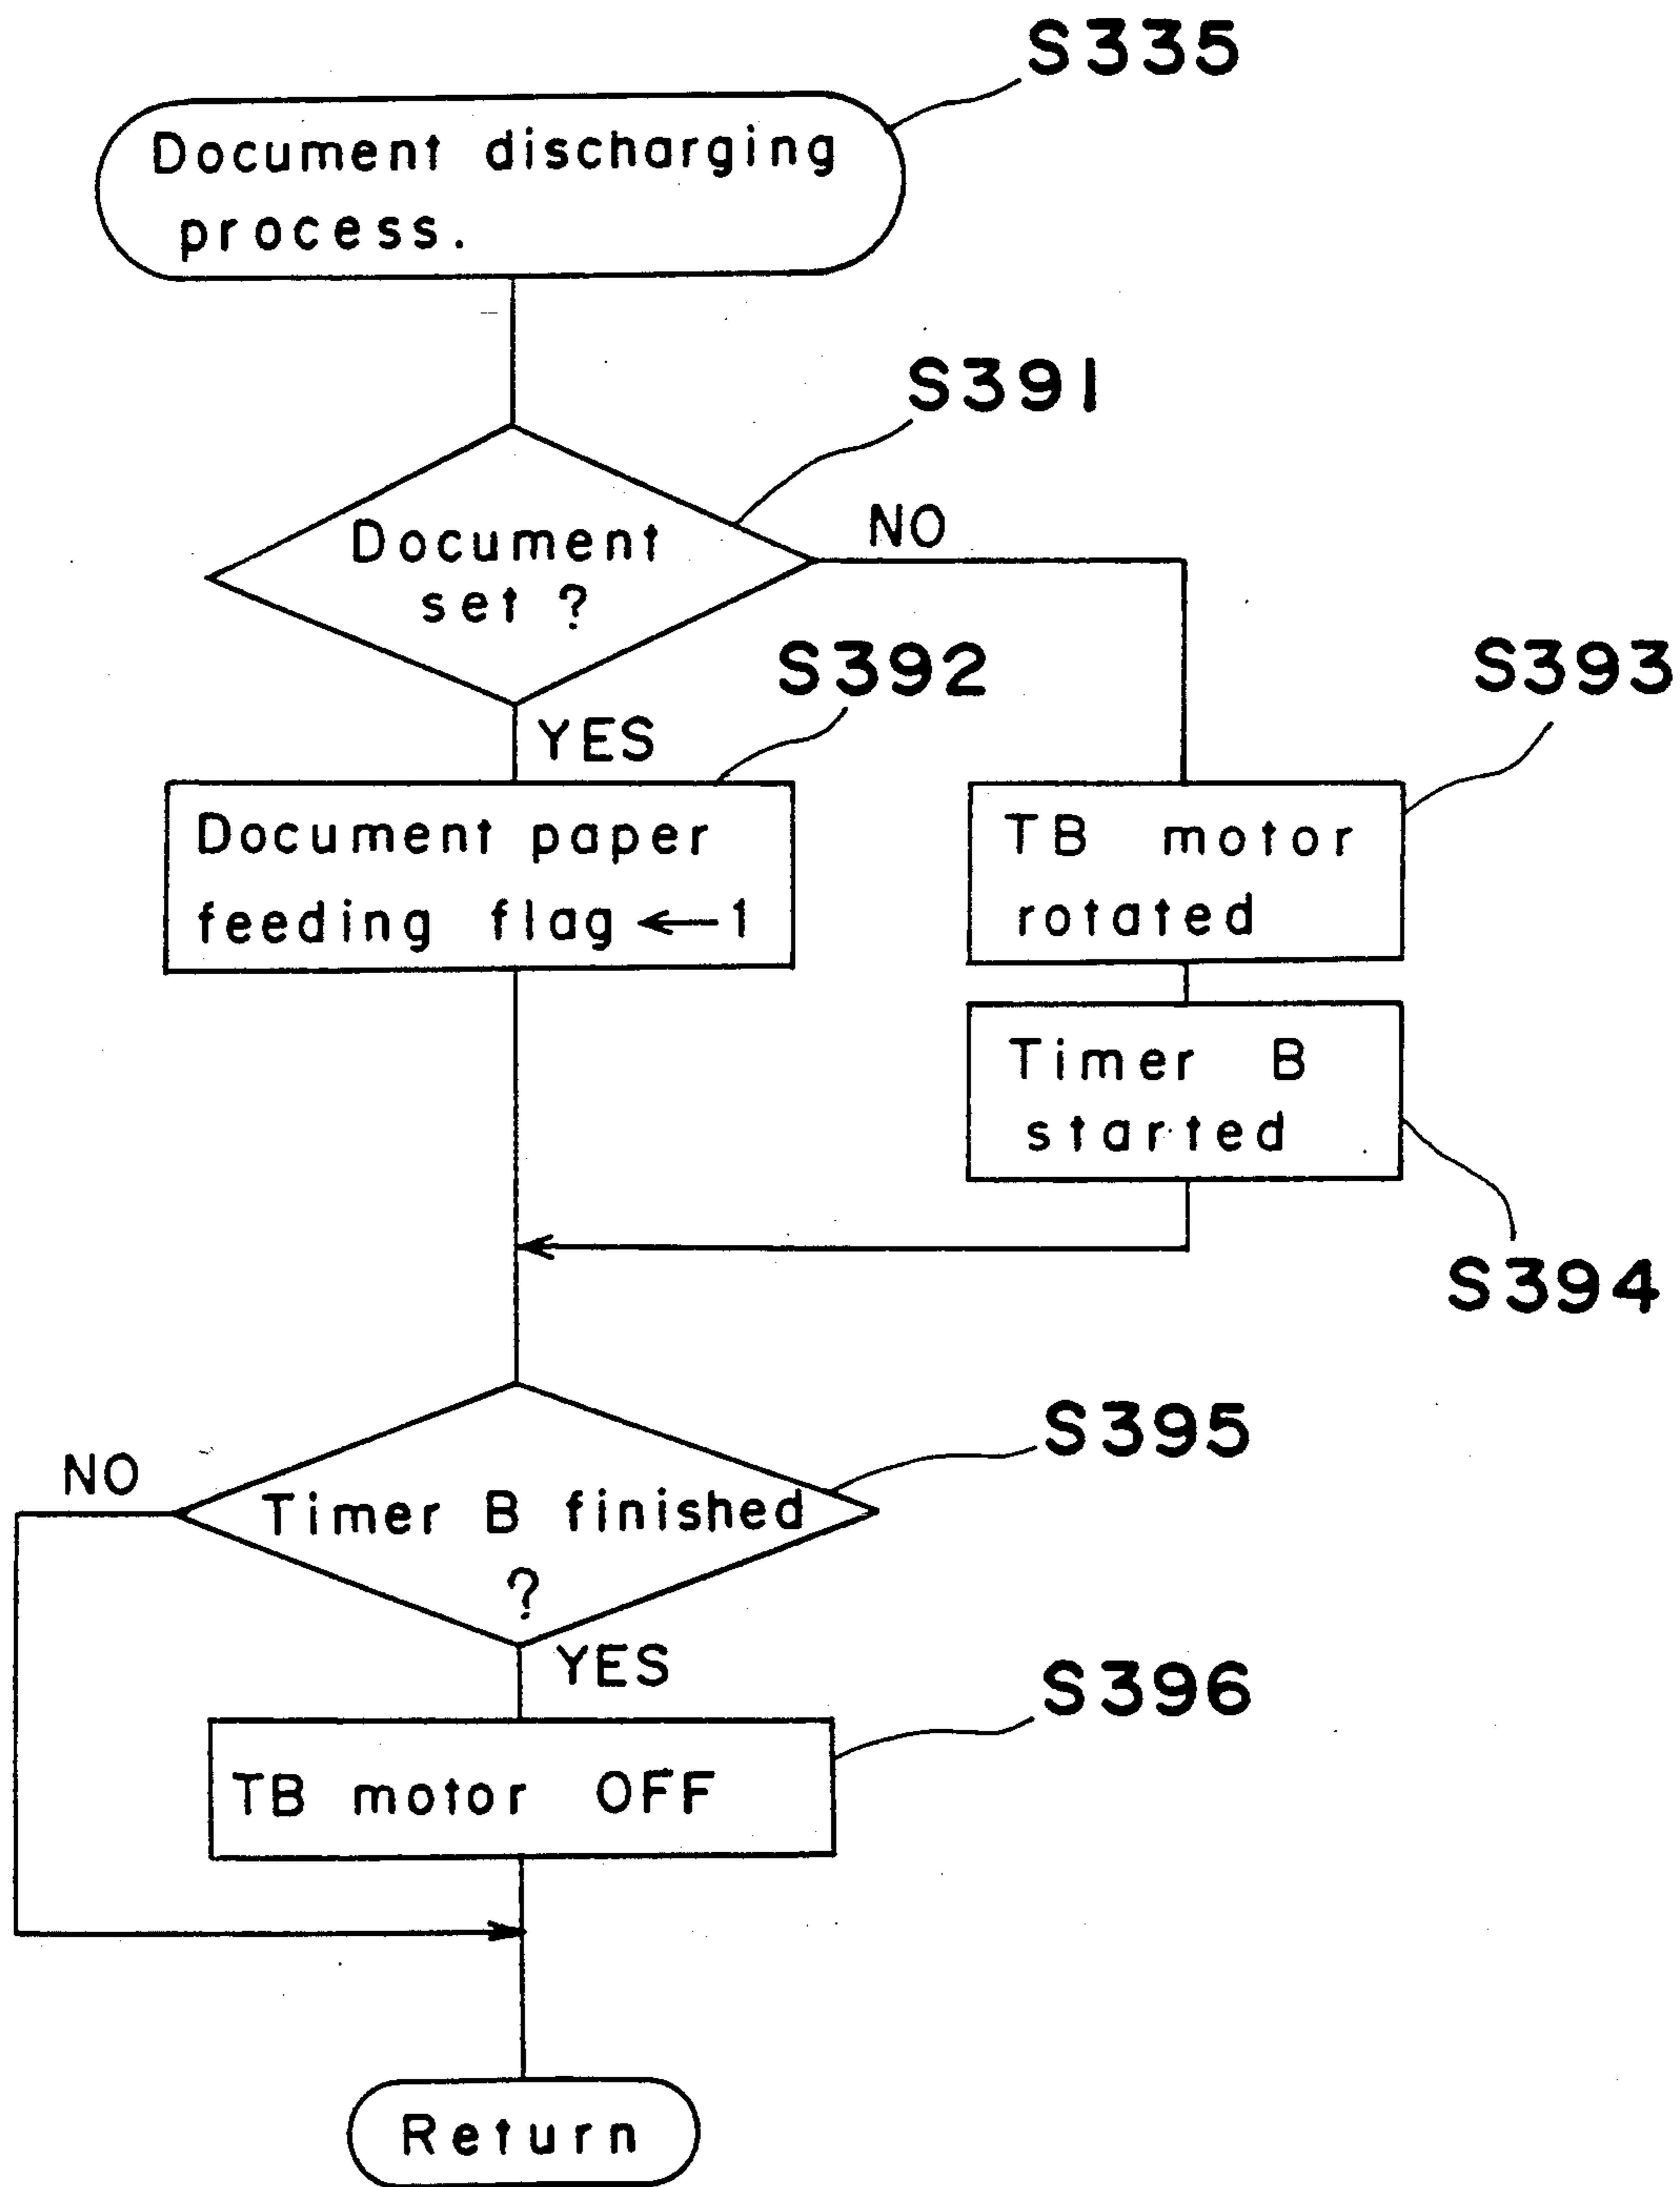 S335
Document discharging
process.
S391
Document
set ?
NO
YES
S392
Document paper
feeding flag ←1
S393
TB motor
rotated
Timer B
started
S394
S395
NO
Timer B finished
?
YES
S396
TB motor OFF
Return